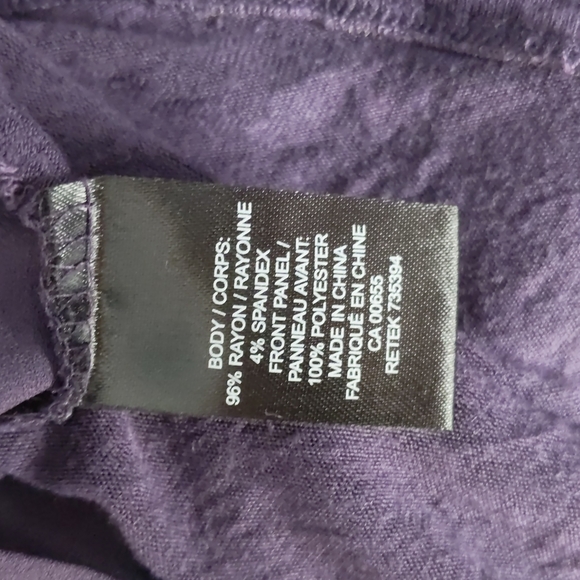 BODY / CORPS:
96% RAYON / RAYONNE
4% SPANDEX
FRONT PANEL /
PANNEAU AVANT:
100% POLYESTER
MADE IN CHINA
FABRIQUÉ EN CHINE
CA 00655
RETEK 735394